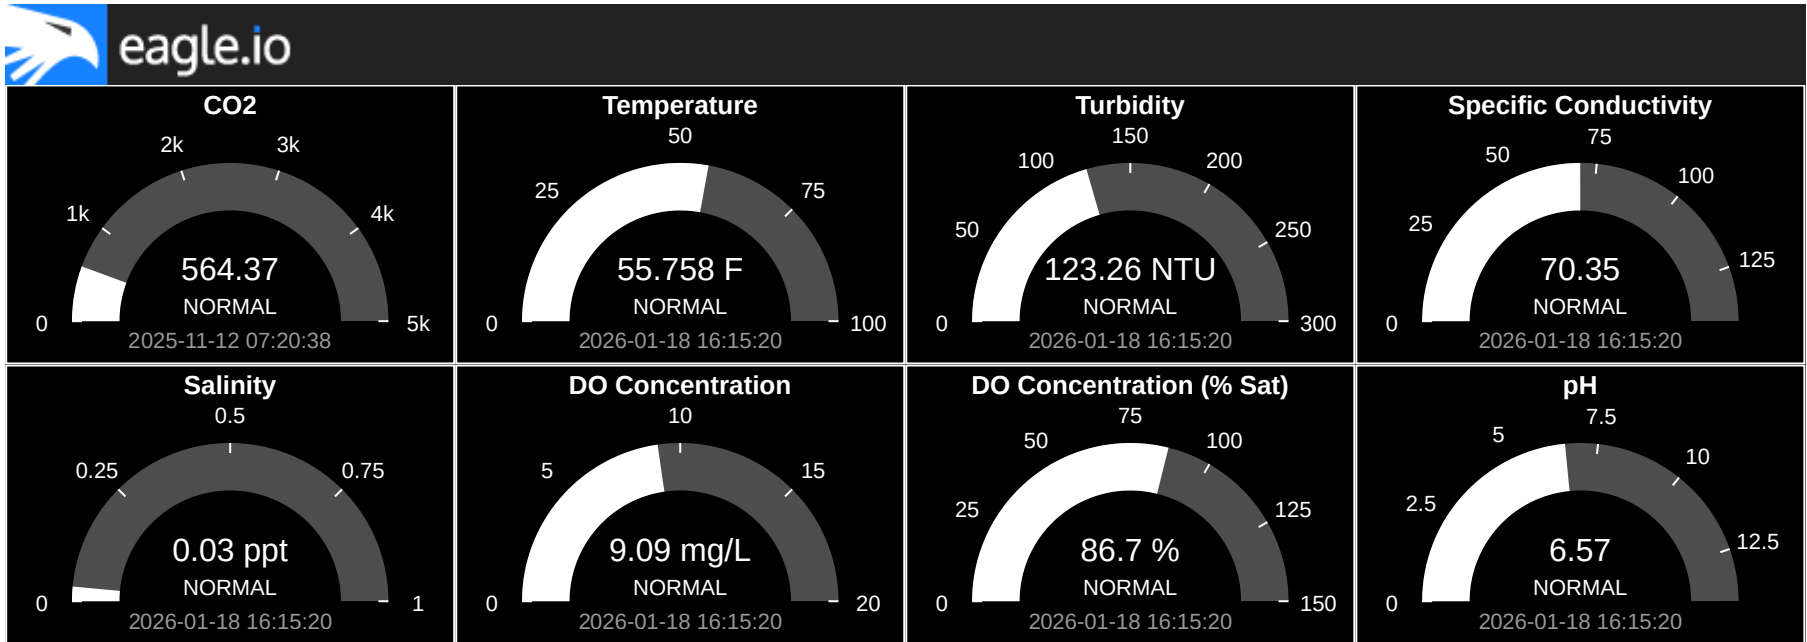 eagle.io
CO2
0
1k
2k
3k
4k
5k
564.37
NORMAL
2025-11-12 07:20:38
Temperature
0
25
50
75
100
55.758 F
NORMAL
2026-01-18 16:15:20
Turbidity
0
50
100
150
200
250
300
123.26 NTU
NORMAL
2026-01-18 16:15:20
Specific Conductivity
0
25
50
75
100
125
70.35
NORMAL
2026-01-18 16:15:20
Salinity
0
0.25
0.5
0.75
1
0.03 ppt
NORMAL
2026-01-18 16:15:20
DO Concentration
0
5
10
15
20
9.09 mg/L
NORMAL
2026-01-18 16:15:20
DO Concentration (% Sat)
0
25
50
75
100
125
150
86.7 %
NORMAL
2026-01-18 16:15:20
pH
0
2.5
5
7.5
10
12.5
6.57
NORMAL
2026-01-18 16:15:20